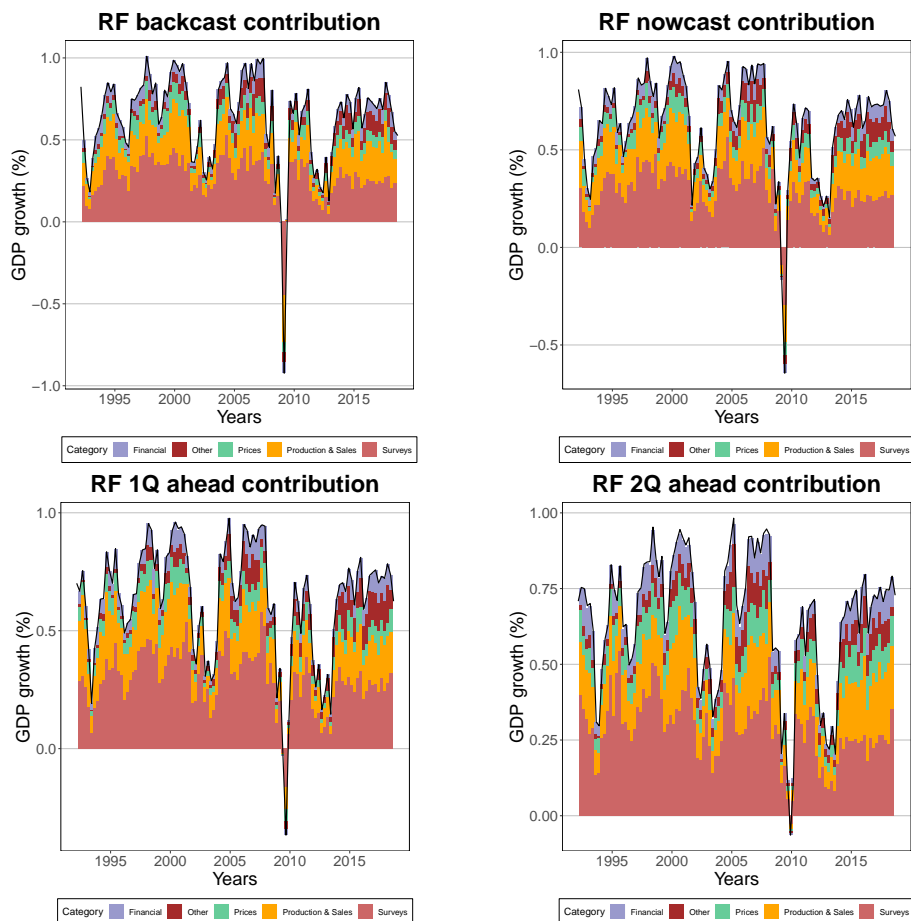 RF backcast contribution
GDP growth (%)
1.0
0.5
0.0
−0.5
−1.0
1995 2000 2005 2010 2015
Years
Category Financial Other Prices Production & Sales Surveys
RF nowcast contribution
GDP growth (%)
1.0
0.5
0.0
−0.5
1995 2000 2005 2010 2015
Years
Category Financial Other Prices Production & Sales Surveys
RF 1Q ahead contribution
GDP growth (%)
1.0
0.5
0.0
1995 2000 2005 2010 2015
Years
Category Financial Other Prices Production & Sales Surveys
RF 2Q ahead contribution
GDP growth (%)
1.00
0.75
0.50
0.25
0.00
1995 2000 2005 2010 2015
Years
Category Financial Other Prices Production & Sales Surveys